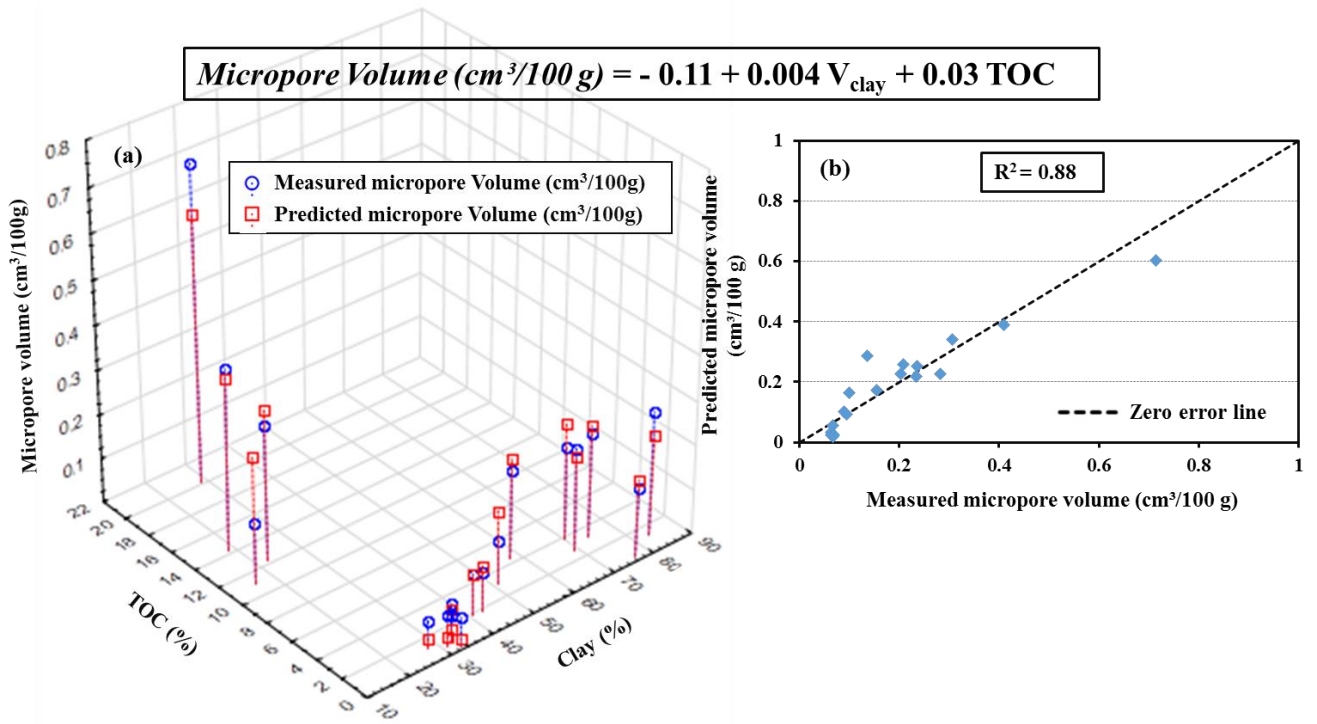 Micropore Volume (cm³/100 g) = - 0.11 + 0.004 Vclay + 0.03 TOC
(a)
Measured micropore Volume (cm³/100g)
Predicted micropore Volume (cm³/100g)
Micropore volume (cm³/100g)
0.8
0.7
0.6
0.5
0.4
0.3
0.2
0.1
22
20
18
16
14
12
10
8
6
4
2
0
TOC (%)
10
20
30
40
50
60
70
80
90
Clay (%)
(b)
R² = 0.88
Predicted micropore volume
(cm³/100 g)
1
0.8
0.6
0.4
0.2
0
Zero error line
0 0.2 0.4 0.6 0.8 1
Measured micropore volume (cm³/100 g)